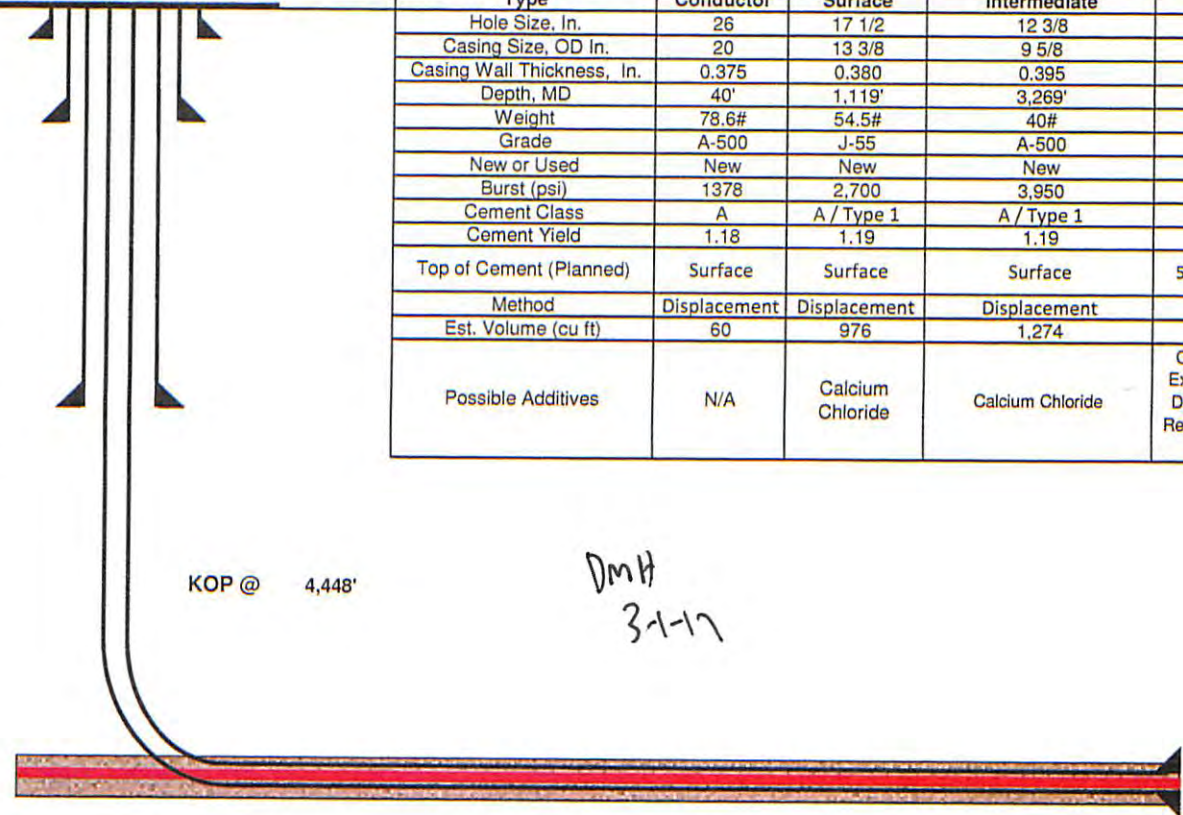 Type Conductor Surface Intermediate
Hole Size, In. 26 17 1/2 12 3/8
Casing Size, OD In. 20 13 3/8 9 5/8
Casing Wall Thickness, In. 0.375 0.380 0.395
Depth, MD 40' 1,119' 3,269'
Weight 78.6# 54.5# 40#
Grade A-500 J-55 A-500
New or Used New New New
Burst (psi) 1378 2,700 3,950
Cement Class A A / Type 1 A / Type 1
Cement Yield 1.18 1.19 1.19
Top of Cement (Planned) Surface Surface Surface 5
Method Displacement Displacement Displacement
Est. Volume (cu ft) 60 976 1,274
Possible Additives N/A Calcium Chloride Calcium Chloride
KOP @ 4,448'
DMH
3-1-17